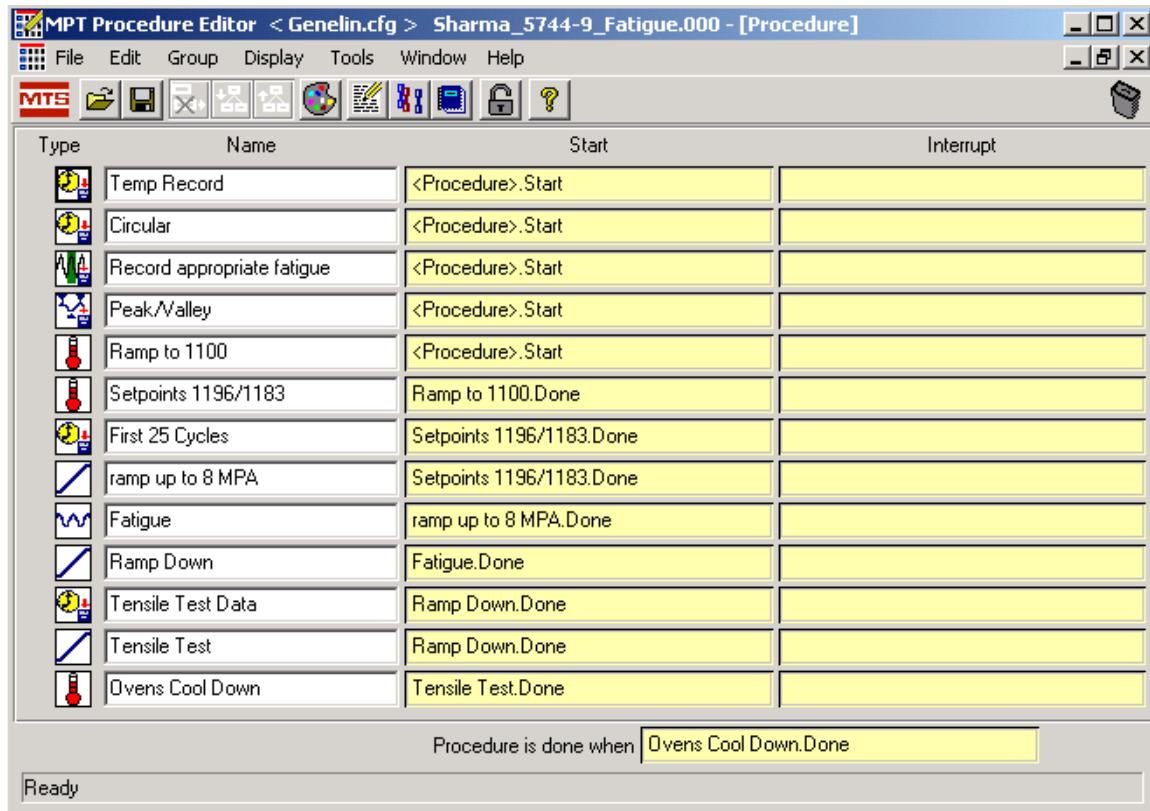 MPT Procedure Editor < Genelin.cfg > Sharma_5744-9_Fatigue.000 - [Procedure]
File Edit Group Display Tools Window Help
MTS
Type Name Start Interrupt
Temp Record <Procedure>.Start
Circular <Procedure>.Start
Record appropriate fatigue <Procedure>.Start
Peak/Valley <Procedure>.Start
Ramp to 1100 <Procedure>.Start
Setpoints 1196/1183 Ramp to 1100.Done
First 25 Cycles Setpoints 1196/1183.Done
ramp up to 8 MPA Setpoints 1196/1183.Done
Fatigue ramp up to 8 MPA.Done
Ramp Down Fatigue.Done
Tensile Test Data Ramp Down.Done
Tensile Test Ramp Down.Done
Ovens Cool Down Tensile Test.Done
Procedure is done when Ovens Cool Down.Done
Ready